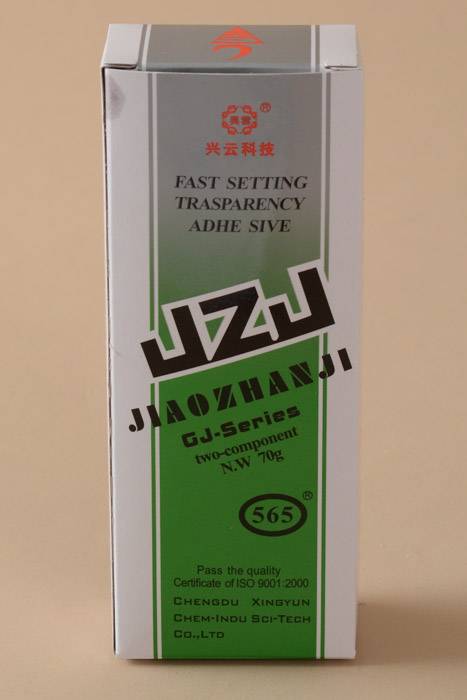 ®
兴云科技
FAST SETTING
TRASPARENCY
ADHE SIVE
JZJ
JIAOZHANJI
GJ-Series
two-component
N.W 70g
565 ®
Pass the quality
Certificate of ISO 9001:2000
CHENGDU XINGYUN
CHEM-INDU SCI-TECH
CO.,LTD